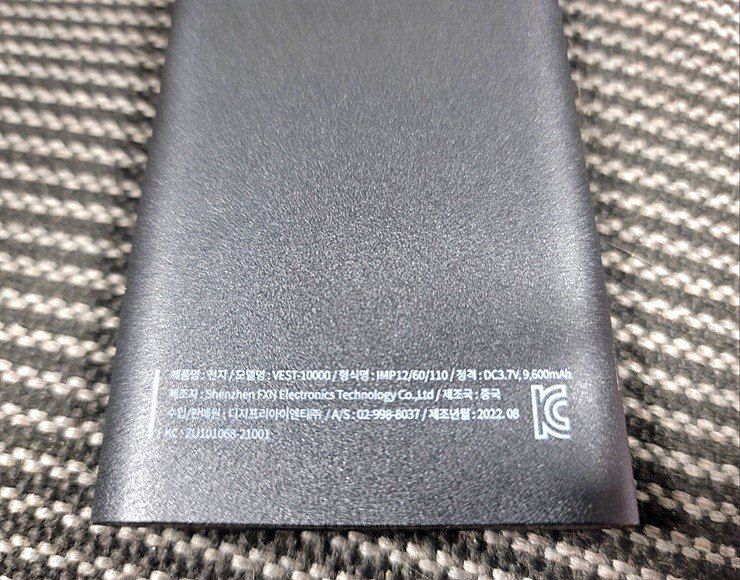 제품명 : 전지 / 모델명 : VEST-10000 / 형식명 : IMP12/60/110 / 정격 : DC3.7V, 9,600mAh
제조자 : Shenzhen FXN Electronics Technology Co.,Ltd / 제조국 : 중국
수입/판매원 : 디지프리아이엔티㈜ / A/S : 02-998-8037 / 제조년월 : 2022. 08
KC : ZU101068-21001
KC